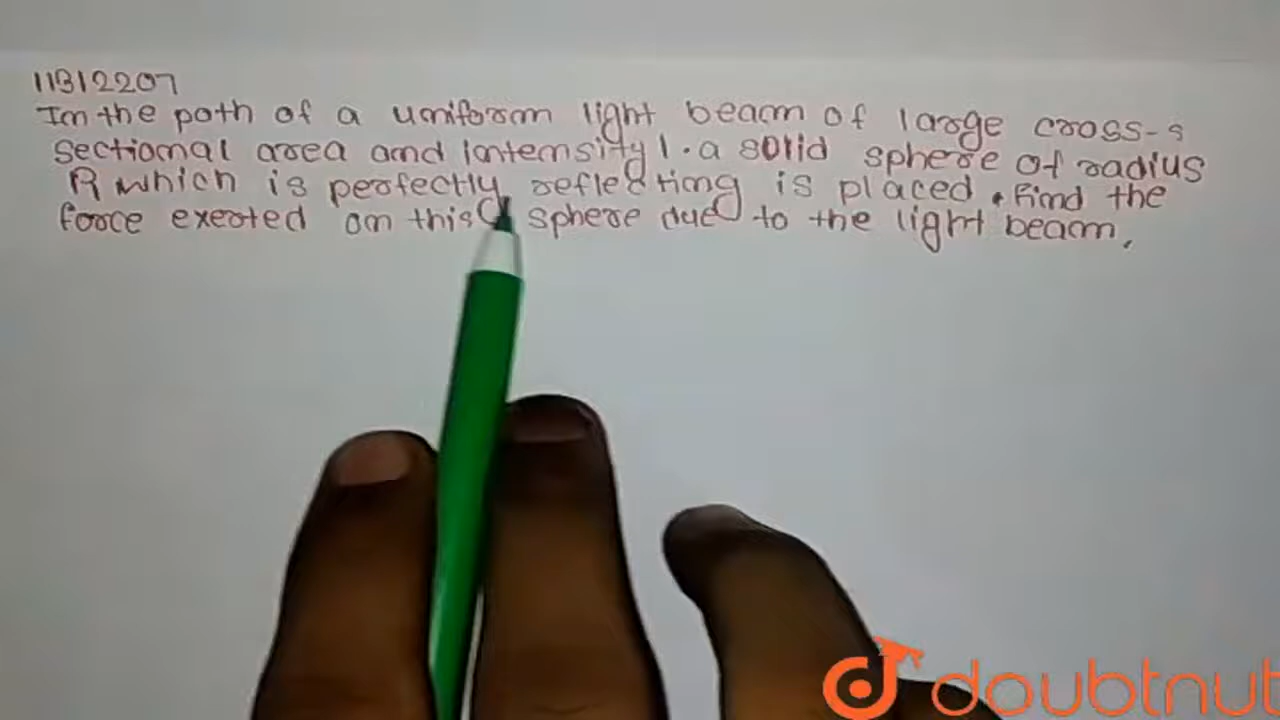 11312207
In the path of a uniform light beam of large cross-s
sectional area and intensity I. a solid sphere of radius
R which is perfectly reflecting is placed. Find the
force exerted on this sphere due to the light beam.
doubtnut